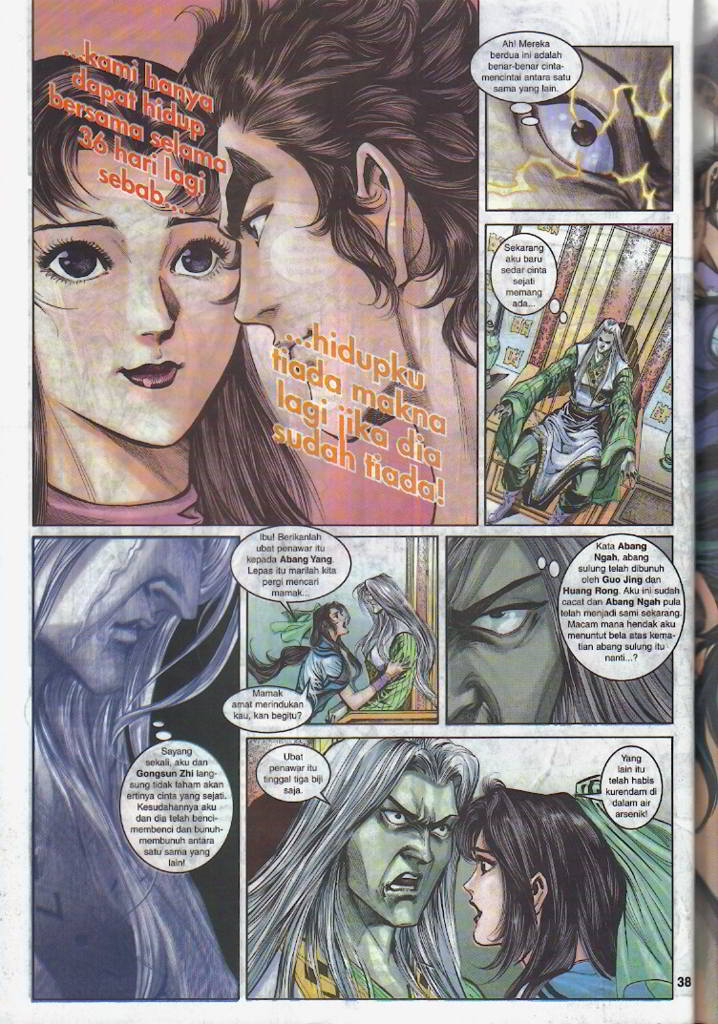 ...kami hanya
dapat hidup
bersama selama
36 hari lagi
sebab...
...hidupku
tiada makna
lagi jika dia
sudah tiada!
Ah! Mereka
berdua ini adalah
benar-benar cinta-
mencintai antara satu
sama yang lain.
Sekarang
aku baru
sedar cinta
sejati
memang
ada...
Sayang
sekali, aku dan
Gongsun Zhi lang-
sung tidak faham akan
ertinya cinta yang sejati.
Kesudahannya aku
dan dia telah benci-
membenci dan bunuh-
membunuh antara
satu sama yang
lain!
Ibu! Berikanlah
ubat penawar itu
kepada Abang Yang.
Lepas itu marilah kita
pergi mencari
mamak...
Mamak
amat merindukan
kau, kan begitu?
Kata Abang
Ngah, abang
sulung telah dibunuh
oleh Guo Jing dan
Huang Rong. Aku ini sudah
cacat dan Abang Ngah pula
telah menjadi sami sekarang.
Macam mana hendak aku
menuntut bela atas kema-
tian abang sulung itu
nanti...?
Ubat
penawar itu
tinggal tiga biji
saja.
Yang
lain itu
telah habis
kurendam di
dalam air
arsenik!
38